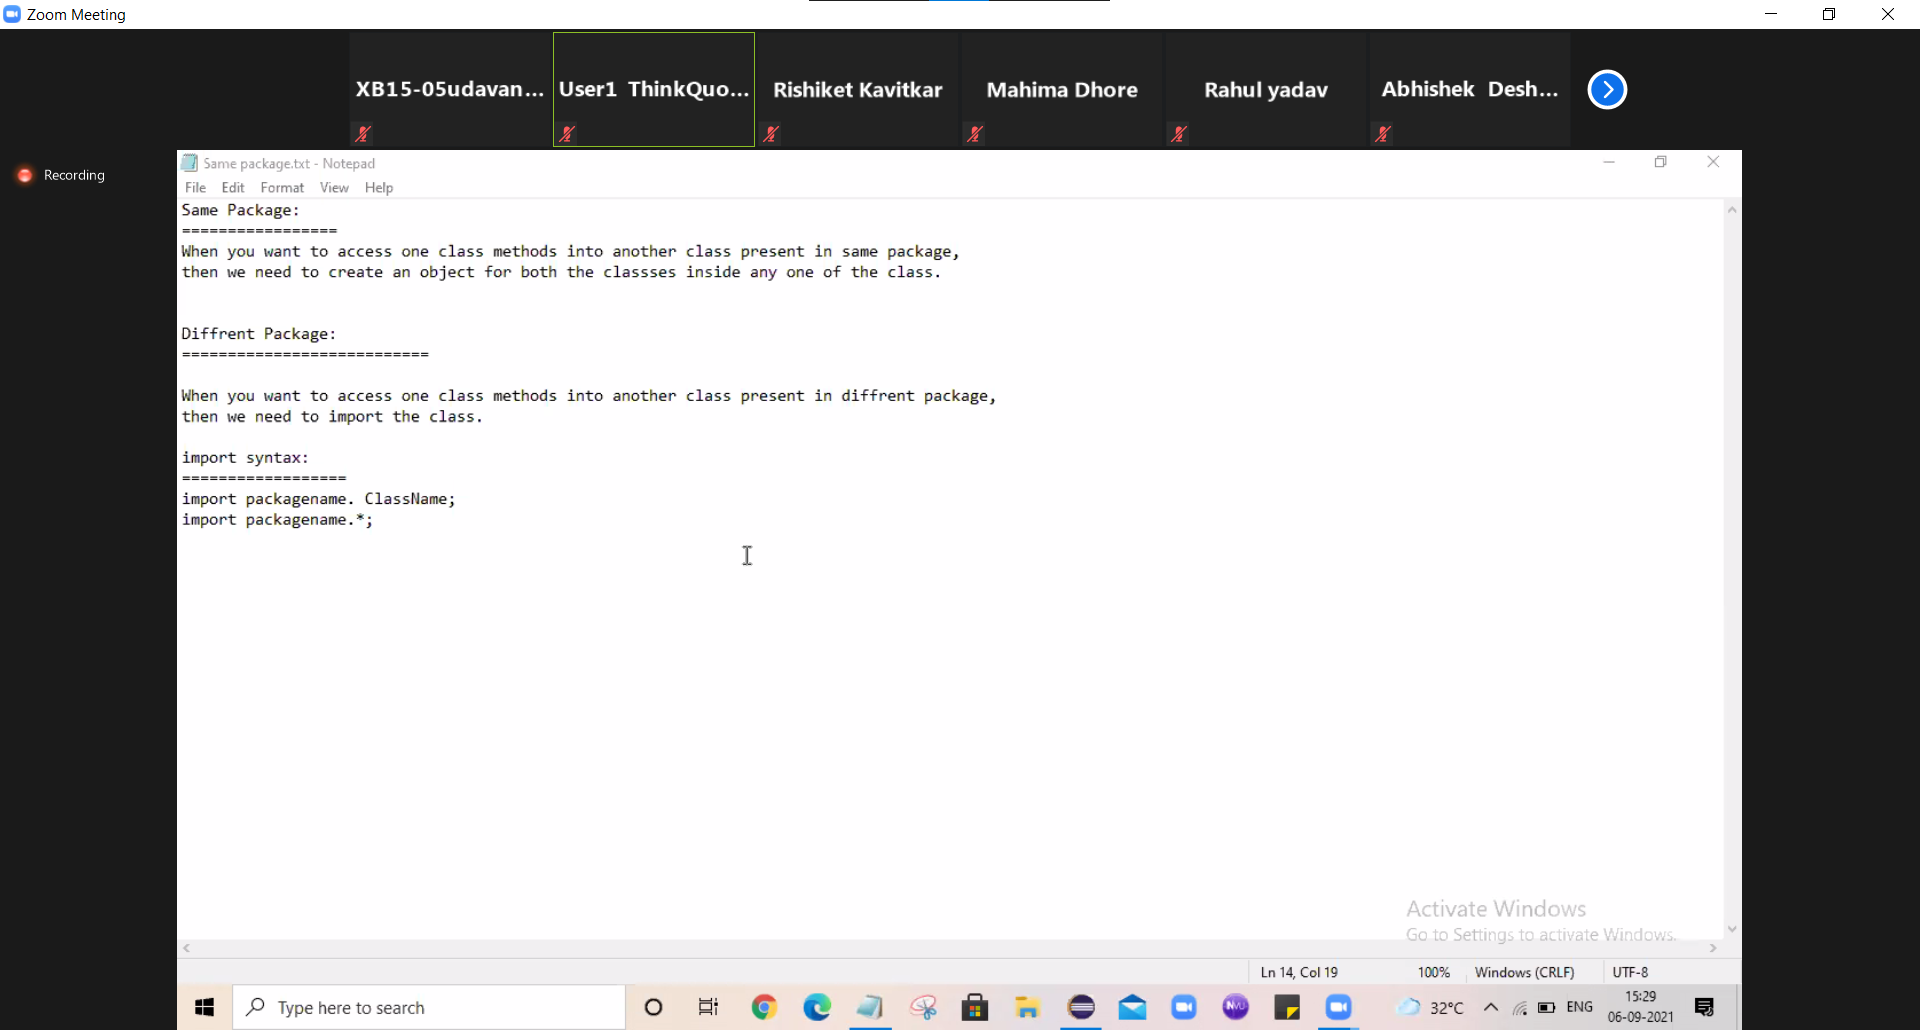 Zoom Meeting
XB15-05udavan...
User1 ThinkQuo...
Rishiket Kavitkar
Mahima Dhore
Rahul yadav
Abhishek Desh...
Recording
Same package.txt - Notepad
File Edit Format View Help
Same Package:
=================
When you want to access one class methods into another class present in same package,
then we need to create an object for both the classses inside any one of the class.
Diffrent Package:
===========================
When you want to access one class methods into another class present in diffrent package,
then we need to import the class.
import syntax:
==================
import packagename. ClassName;
import packagename.*;
Activate Windows
Go to Settings to activate Windows.
Ln 14, Col 19 100% Windows (CRLF) UTF-8
Type here to search
NVU
32°C
ENG
15:29
06-09-2021